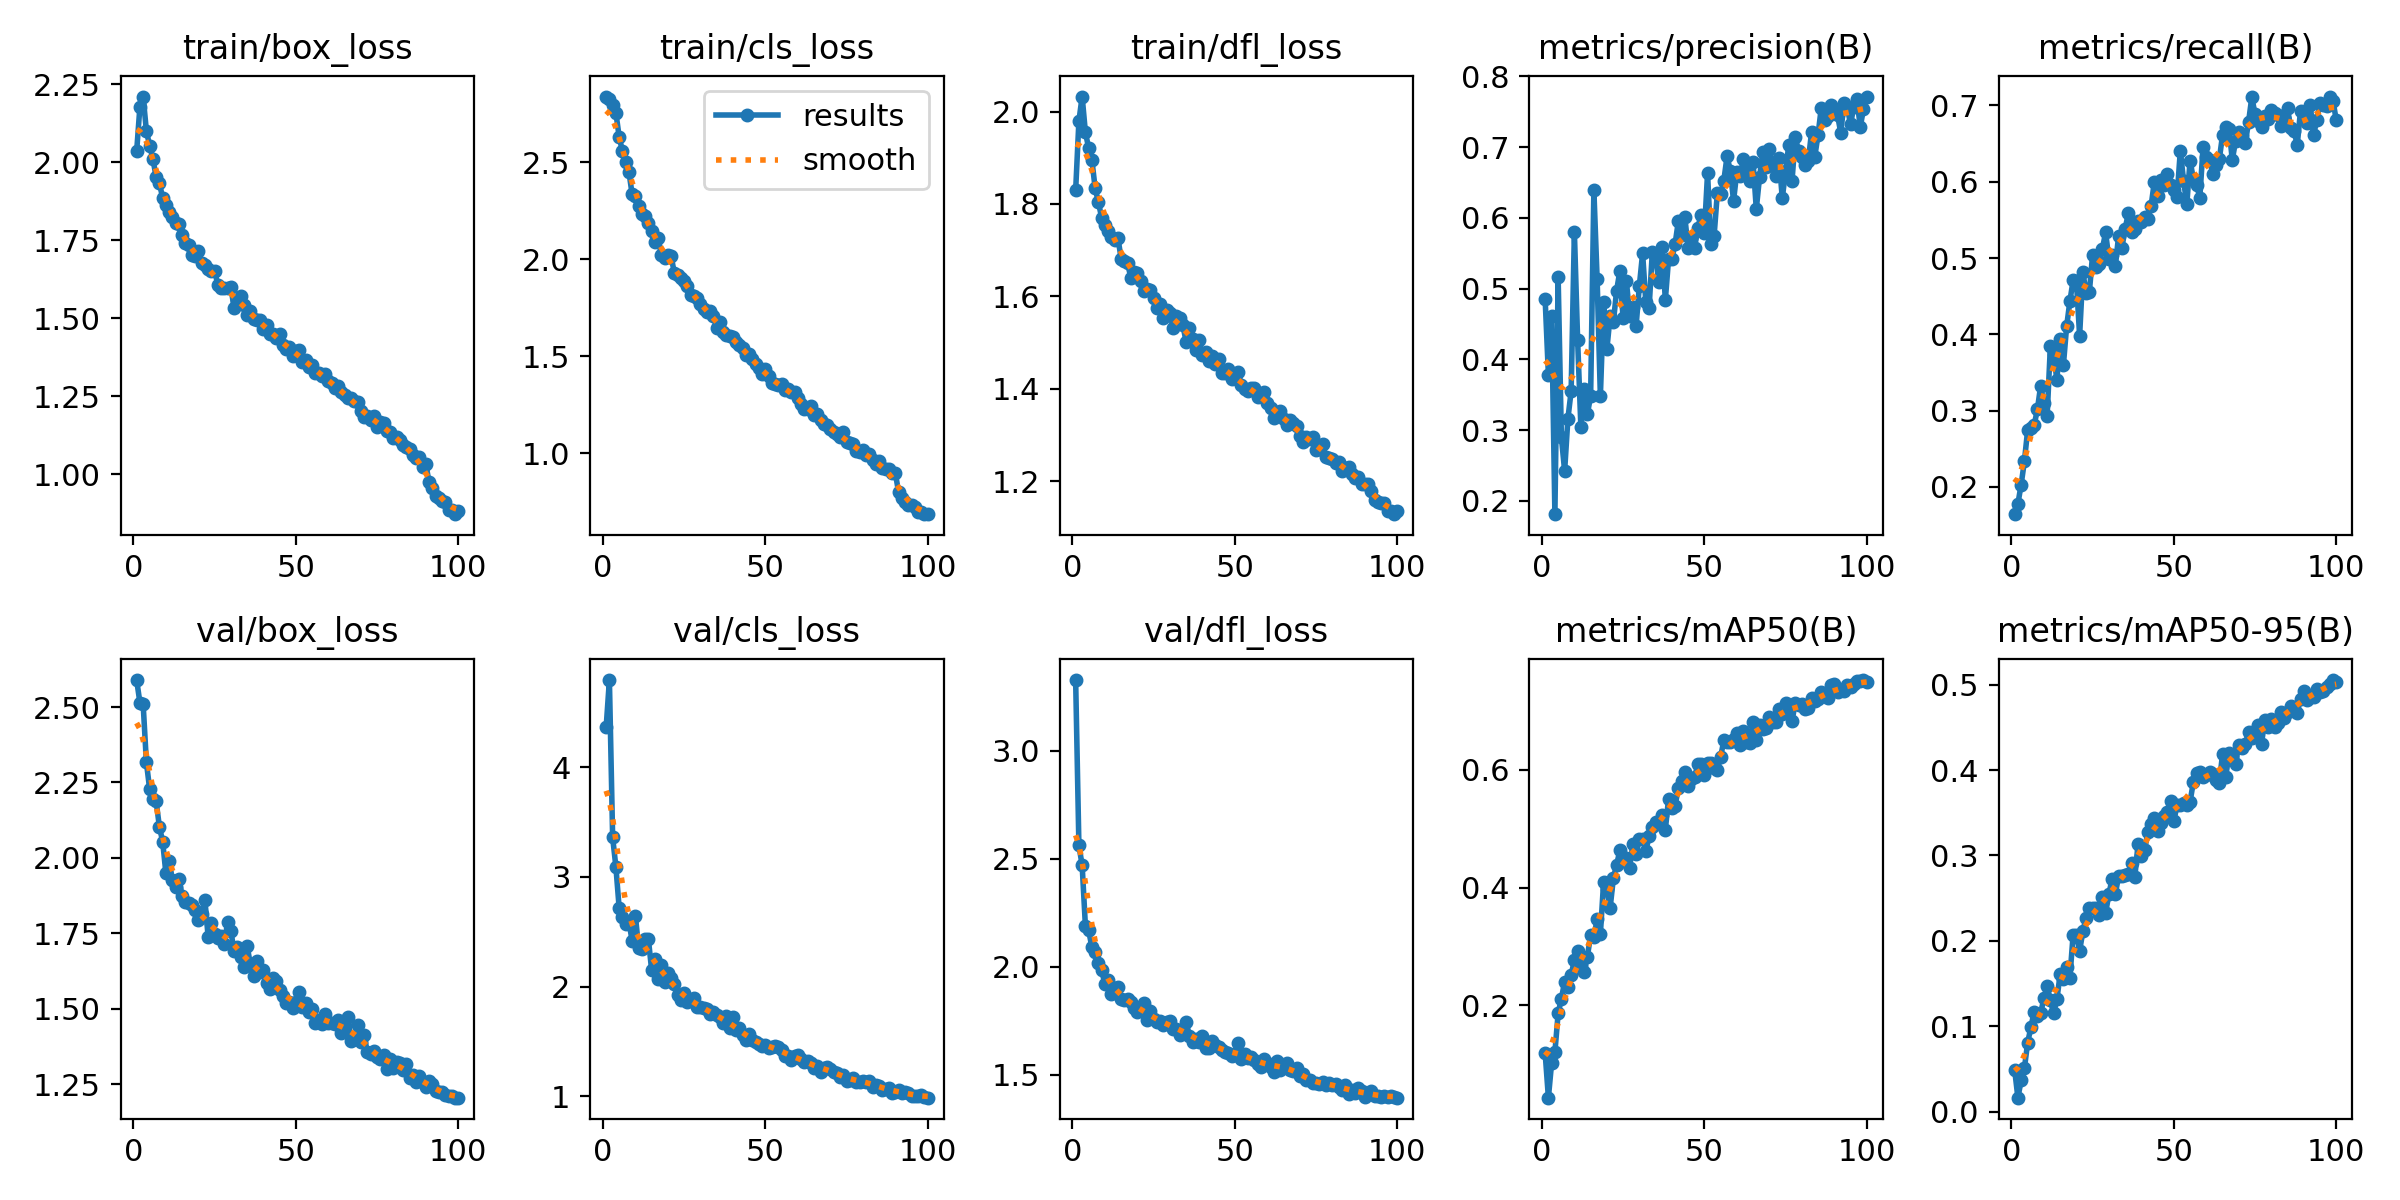 train/box_loss
2.25
2.00
1.75
1.50
1.25
1.00
0 50 100
train/cls_loss
results
smooth
2.5
2.0
1.5
1.0
0 50 100
train/dfl_loss
2.0
1.8
1.6
1.4
1.2
0 50 100
metrics/precision(B)
0.8
0.7
0.6
0.5
0.4
0.3
0.2
0 50 100
metrics/recall(B)
0.7
0.6
0.5
0.4
0.3
0.2
0 50 100
val/box_loss
2.50
2.25
2.00
1.75
1.50
1.25
0 50 100
val/cls_loss
4
3
2
1
0 50 100
val/dfl_loss
3.0
2.5
2.0
1.5
0 50 100
metrics/mAP50(B)
0.6
0.4
0.2
0 50 100
metrics/mAP50-95(B)
0.5
0.4
0.3
0.2
0.1
0.0
0 50 100